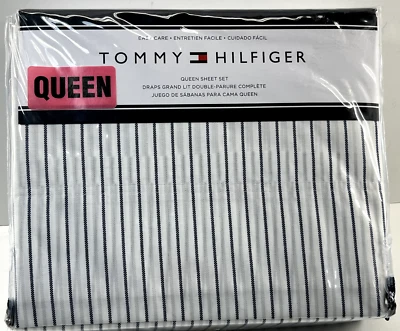 EASY CARE • ENTRETIEN FACILE • CUIDADO FÁCIL
TOMMY HILFIGER
QUEEN
QUEEN SHEET SET
DRAPS GRAND LIT DOUBLE-PARURE COMPLÈTE
JUEGO DE SÁBANAS PARA CAMA QUEEN